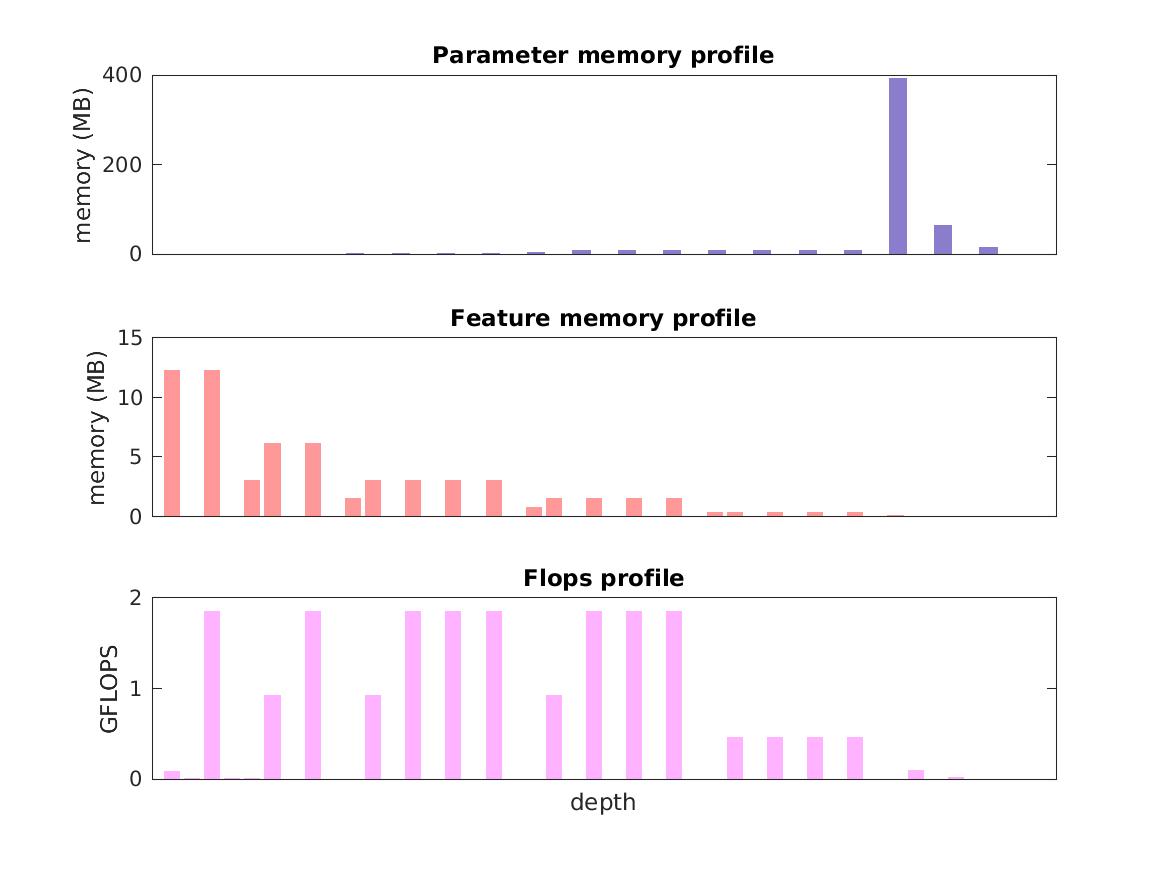 Parameter memory profile
400
200
0
memory (MB)
Feature memory profile
15
10
5
0
memory (MB)
Flops profile
2
1
0
GFLOPS
depth